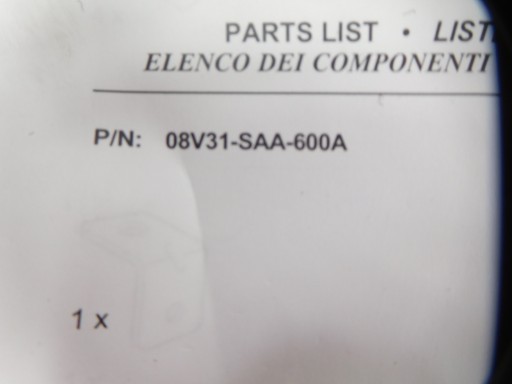 PARTS LIST • LIST
ELENCO DEI COMPONENTI
P/N: 08V31-SAA-600A
1 x